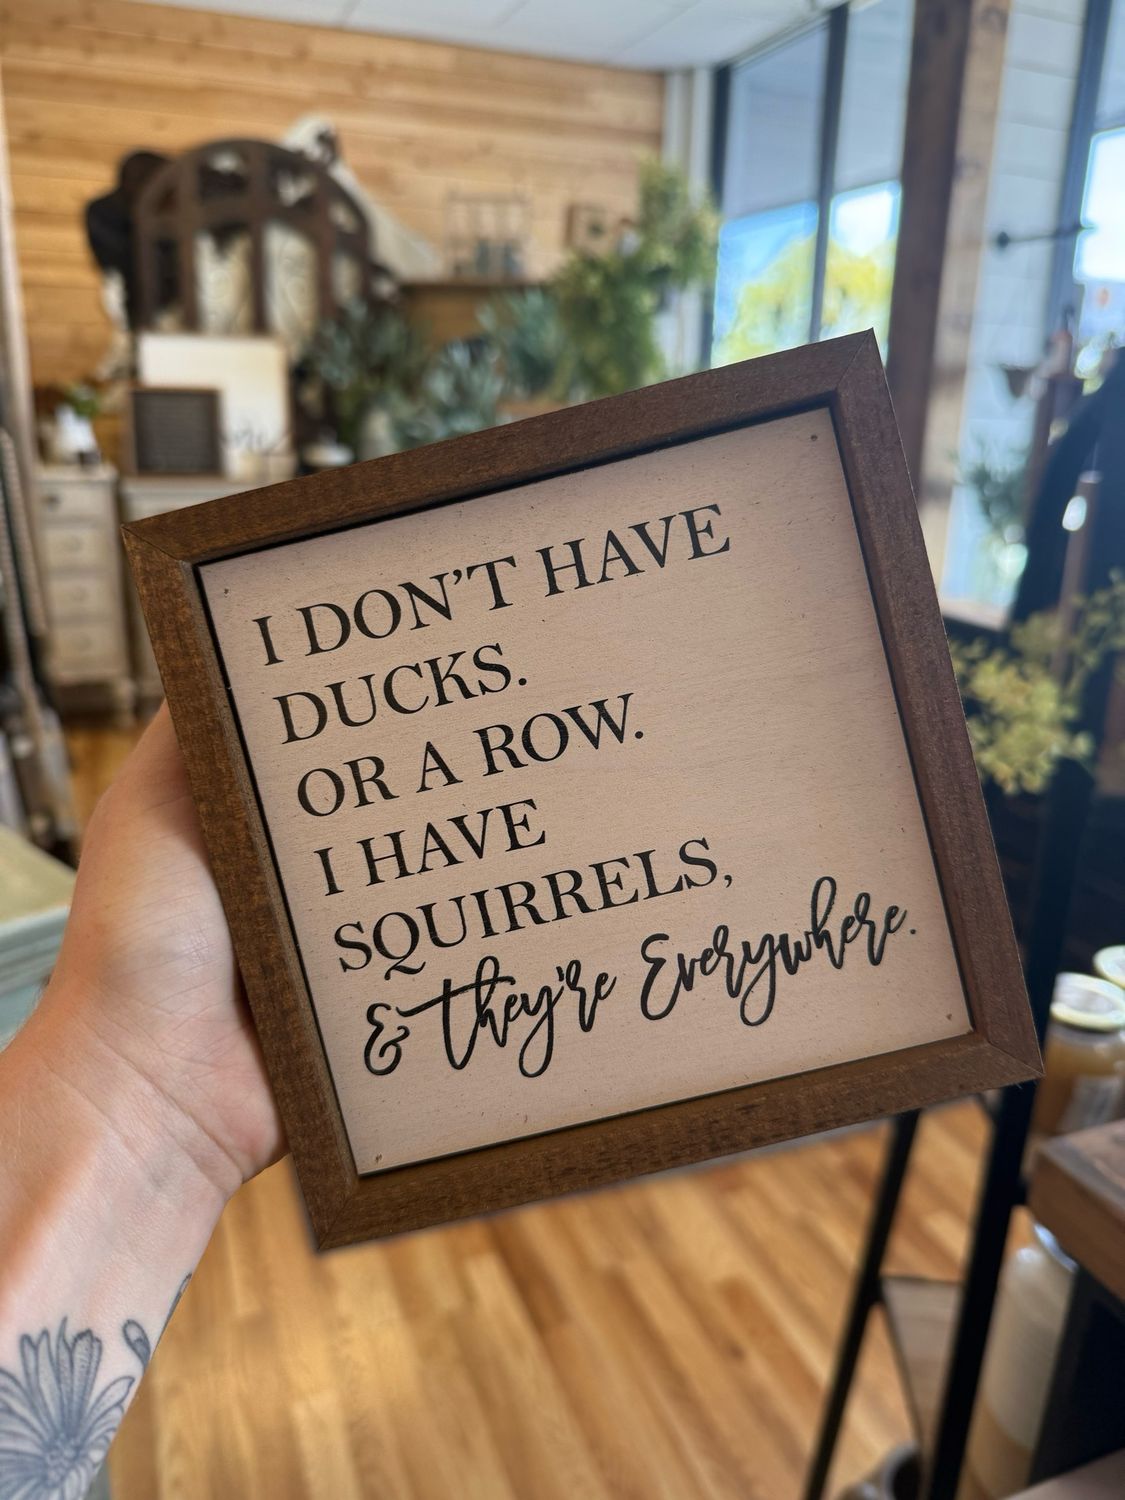 I DON'T HAVE
DUCKS.
OR A ROW.
I HAVE
SQUIRRELS,
& they're Everywhere.